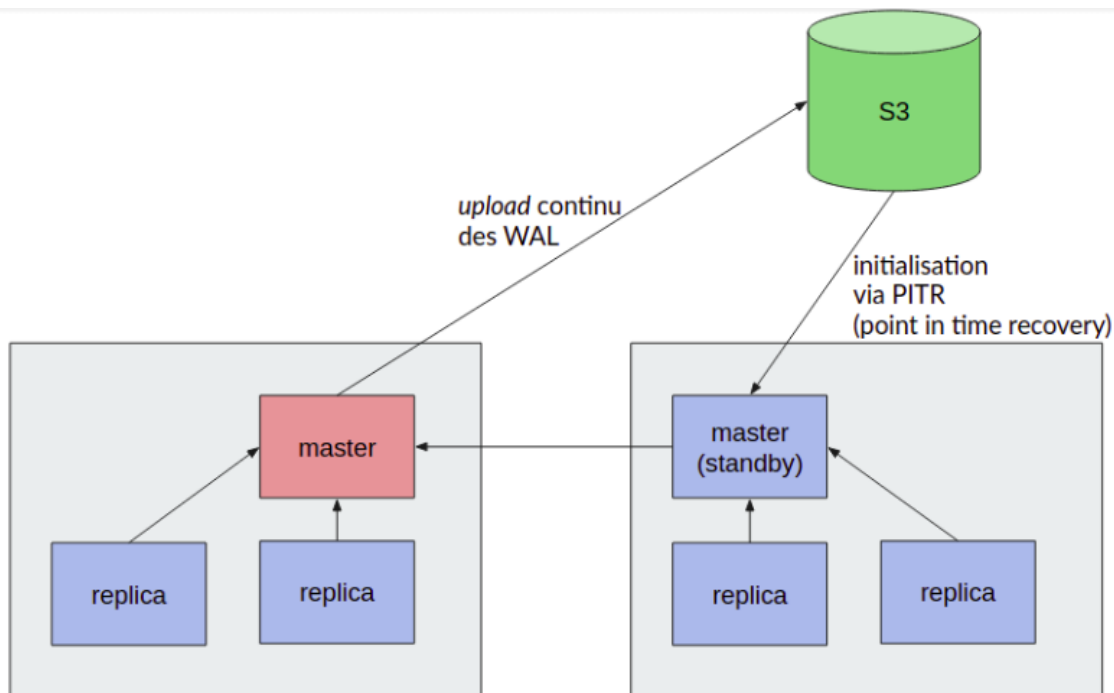 S3
upload continu
des WAL
initialisation
via PITR
(point in time recovery)
master
master
(standby)
replica
replica
replica
replica